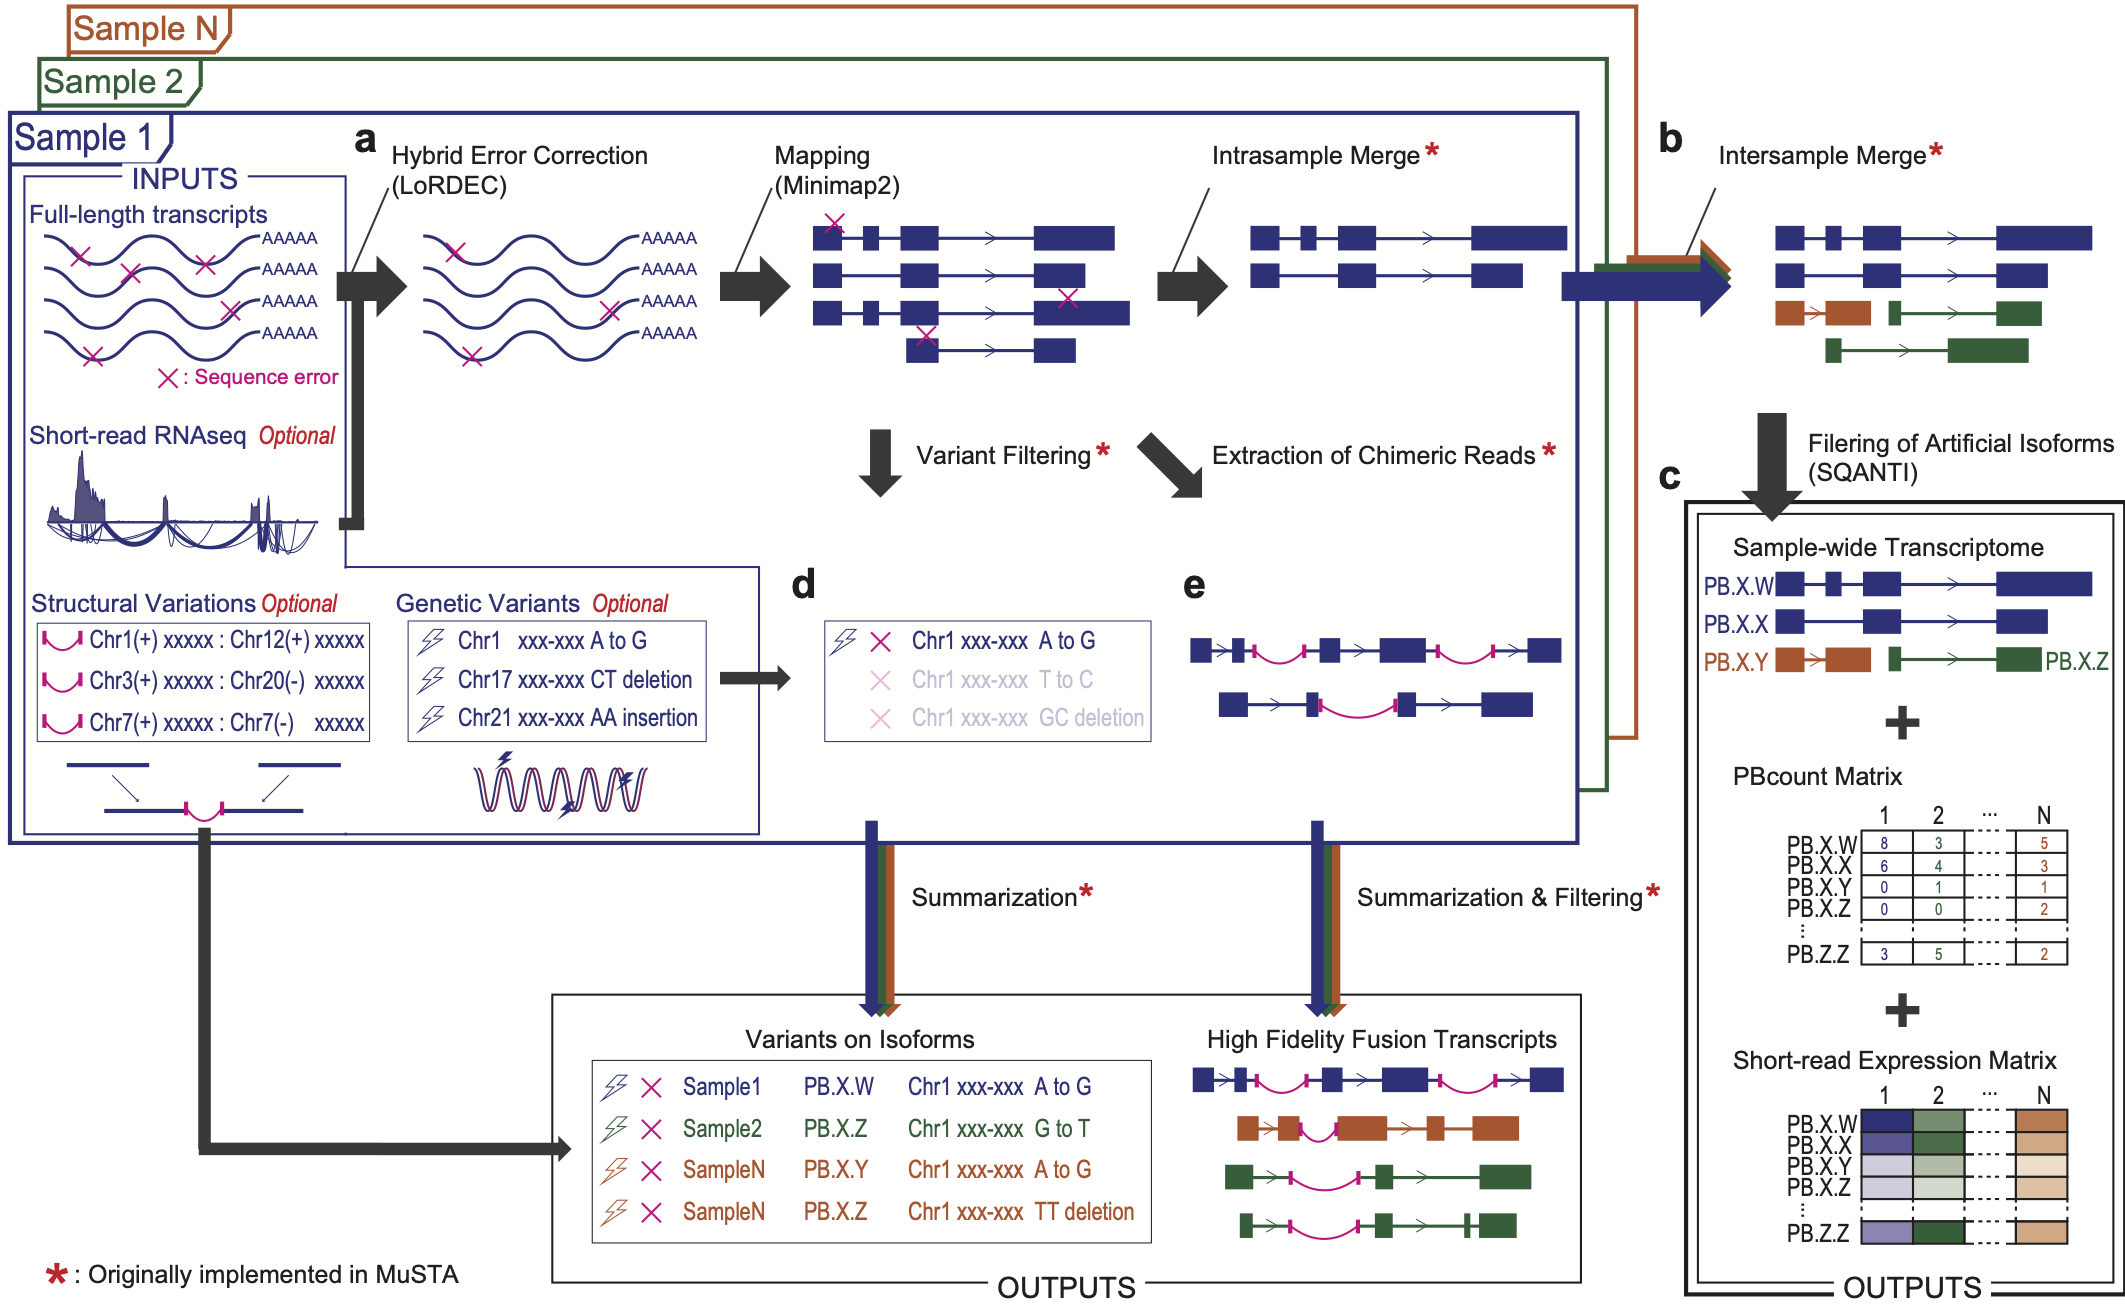 Sample N
Sample 2
Sample 1
INPUTS
Full-length transcripts
AAAAA
AAAAA
AAAAA
AAAAA
: Sequence error
Short-read RNAseq Optional
Structural Variations Optional
Chr1(+) xxxxx : Chr12(+) xxxxx
Chr3(+) xxxxx : Chr20(-) xxxxx
Chr7(+) xxxxx : Chr7(-) xxxxx
Genetic Variants Optional
Chr1 xxx-xxx A to G
Chr17 xxx-xxx CT deletion
Chr21 xxx-xxx AA insertion
a
Hybrid Error Correction
(LoRDEC)
AAAAA
AAAAA
AAAAA
AAAAA
Mapping
(Minimap2)
Intrasample Merge*
Variant Filtering*
Extraction of Chimeric Reads*
b
Intersample Merge*
Filering of Artificial Isoforms
(SQANTI)
c
Sample-wide Transcriptome
PB.X.W
PB.X.X
PB.X.Y
PB.X.Z
+
PBcount Matrix
1 2 ... N
PB.X.W 8 3 5
PB.X.X 6 4 3
PB.X.Y 0 1 1
PB.X.Z 0 0 2
PB.Z.Z 3 5 2
+
Short-read Expression Matrix
1 2 ... N
PB.X.W
PB.X.X
PB.X.Y
PB.X.Z
PB.Z.Z
OUTPUTS
d
Chr1 xxx-xxx A to G
Chr1 xxx-xxx T to C
Chr1 xxx-xxx GC deletion
e
Summarization*
Summarization & Filtering*
Variants on Isoforms
Sample1 PB.X.W Chr1 xxx-xxx A to G
Sample2 PB.X.Z Chr1 xxx-xxx G to T
SampleN PB.X.Y Chr1 xxx-xxx A to G
SampleN PB.X.Z Chr1 xxx-xxx TT deletion
High Fidelity Fusion Transcripts
OUTPUTS
* : Originally implemented in MuSTA